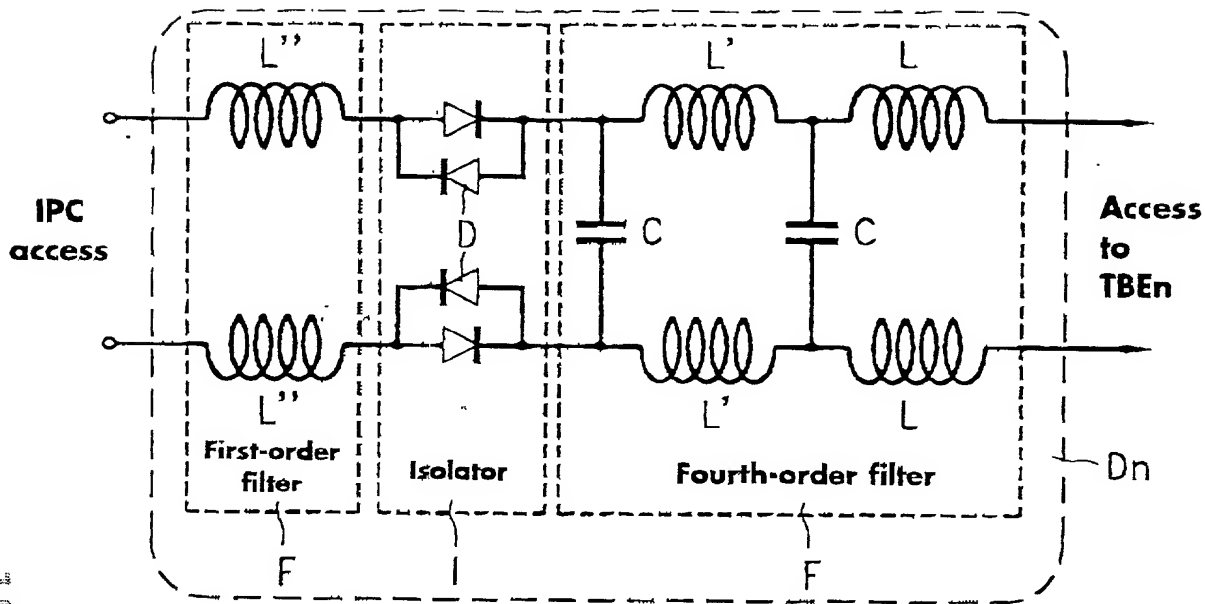 L'' L' L
IPC
access
D
C C
Access
to
TBEn
L'' L' L
First-order
filter
Isolator
Fourth-order filter
Dn
F I F